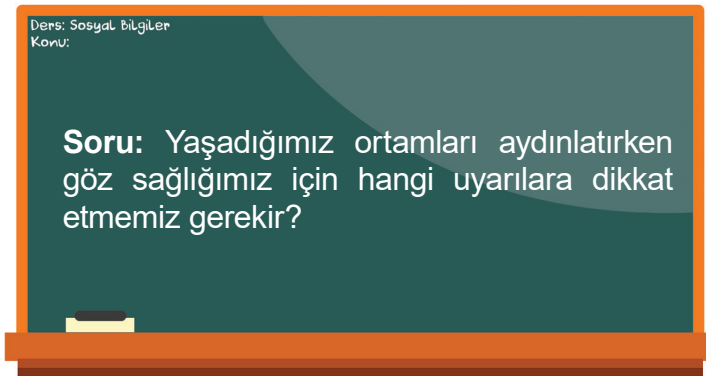 Ders: Sosyal Bilgiler
Konu:
Soru: Yaşadığımız ortamları aydınlatırken
göz sağlığımız için hangi uyarılara dikkat
etmemiz gerekir?